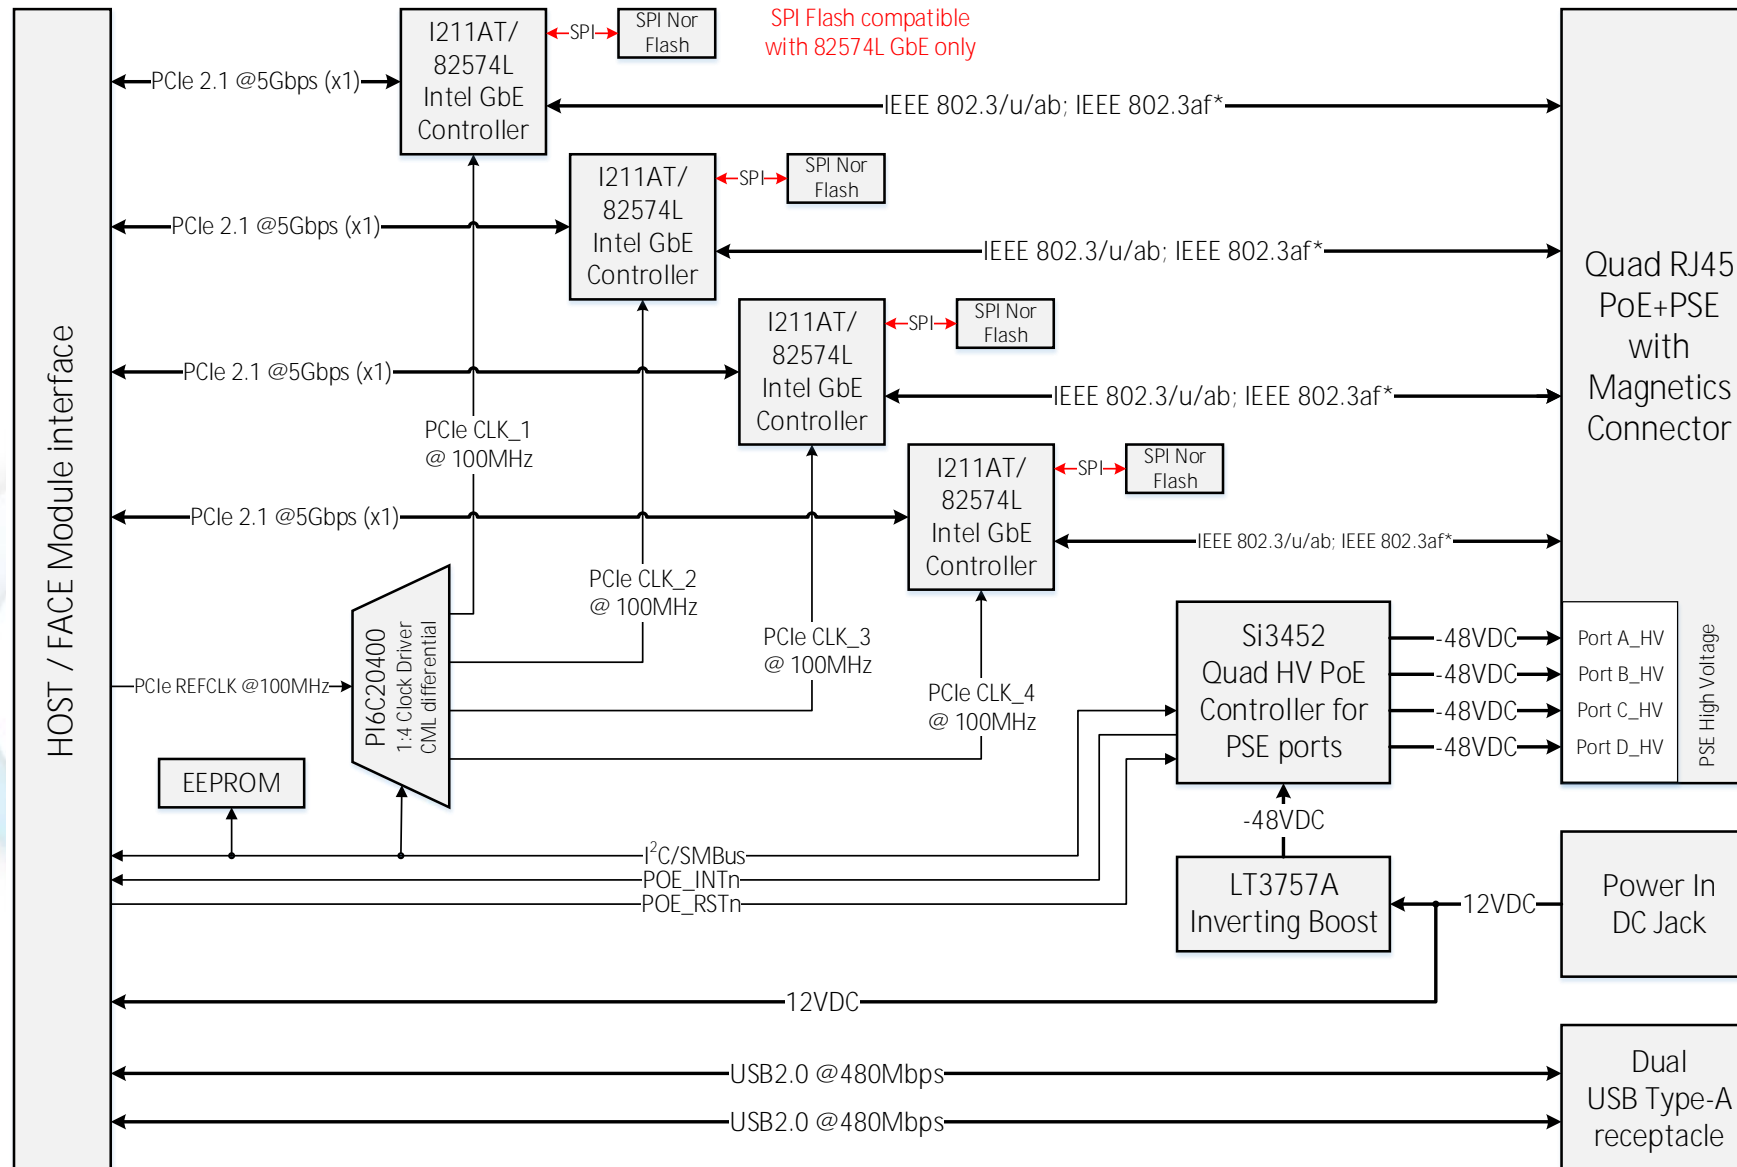 I211AT/
82574L
Intel GbE
Controller
SPI
SPI Nor
Flash
SPI Flash compatible
with 82574L GbE only
PCIe 2.1 @5Gbps (x1)
IEEE 802.3/u/ab; IEEE 802.3af*
I211AT/
82574L
Intel GbE
Controller
SPI
SPI Nor
Flash
PCIe 2.1 @5Gbps (x1)
IEEE 802.3/u/ab; IEEE 802.3af*
I211AT/
82574L
Intel GbE
Controller
SPI
SPI Nor
Flash
PCIe 2.1 @5Gbps (x1)
IEEE 802.3/u/ab; IEEE 802.3af*
I211AT/
82574L
Intel GbE
Controller
SPI
SPI Nor
Flash
PCIe 2.1 @5Gbps (x1)
IEEE 802.3/u/ab; IEEE 802.3af*
Quad RJ45
PoE+PSE
with
Magnetics
Connector
HOST / FACE Module interface
PCIe CLK_1
@ 100MHz
PCIe CLK_2
@ 100MHz
PCIe CLK_3
@ 100MHz
PCIe CLK_4
@ 100MHz
PCIe REFCLK @100MHz
PI6C20400
1:4 Clock Driver
CML differential
Si3452
Quad HV PoE
Controller for
PSE ports
-48VDC
-48VDC
-48VDC
-48VDC
Port A_HV
Port B_HV
Port C_HV
Port D_HV
PSE High Voltage
EEPROM
-48VDC
I²C/SMBus
POE_INTn
POE_RSTn
LT3757A
Inverting Boost
12VDC
Power In
DC Jack
12VDC
USB2.0 @480Mbps
USB2.0 @480Mbps
Dual
USB Type-A
receptacle